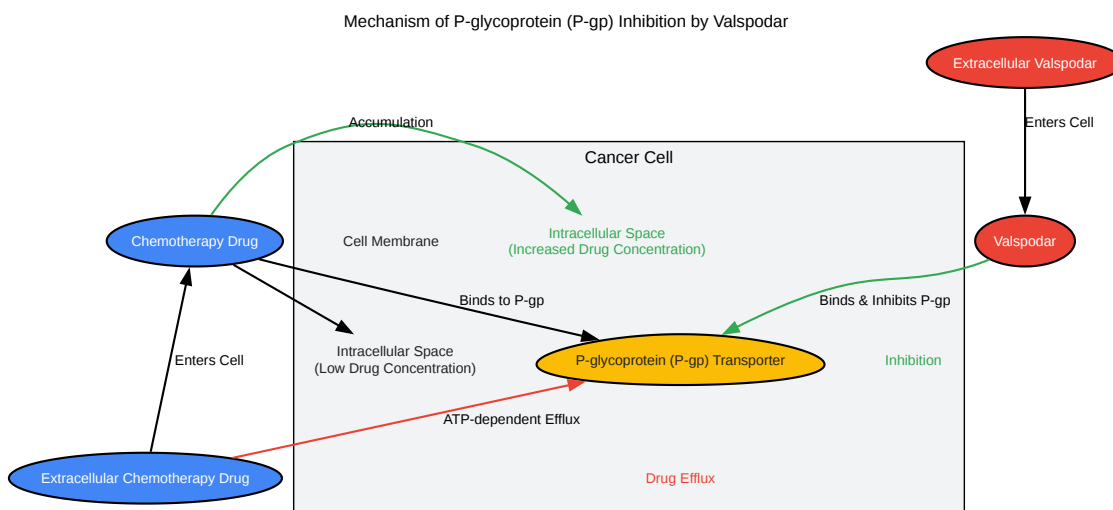 Mechanism of P-glycoprotein (P-gp) Inhibition by Valspodar
Extracellular Valspodar
Accumulation
Enters Cell
Cancer Cell
Chemotherapy Drug
Cell Membrane
Intracellular Space
(Increased Drug Concentration)
Valspodar
Binds to P-gp
Binds & Inhibits P-gp
Enters Cell
Intracellular Space
(Low Drug Concentration)
P-glycoprotein (P-gp) Transporter
Inhibition
ATP-dependent Efflux
Extracellular Chemotherapy Drug
Drug Efflux